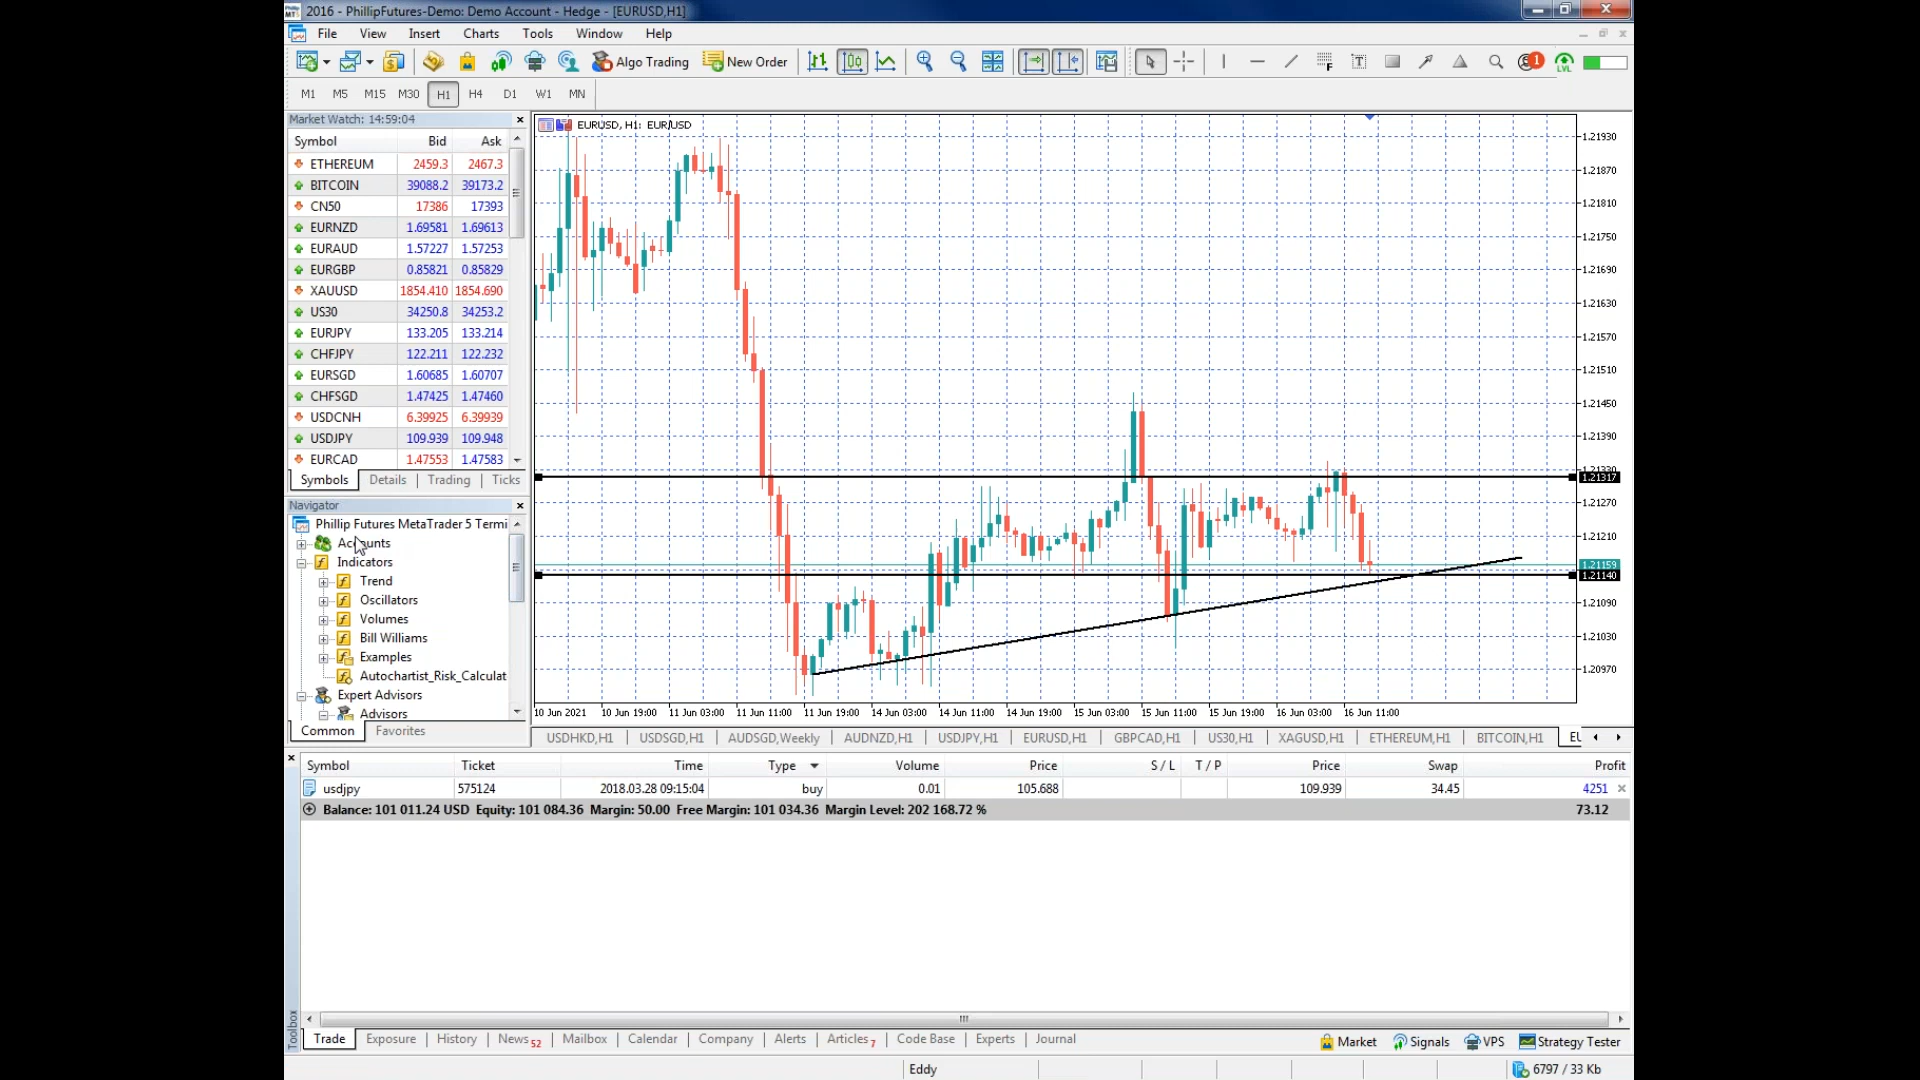 2016 - PhillipFutures-Demo: Demo Account - Hedge - [EURUSD,H1]
File View Insert Charts Tools Window Help
Algo Trading New Order 1 LVL
M1 M5 M15 M30 H1 H4 D1 W1 MN
Market Watch: 14:59:04
Symbol Bid Ask
ETHEREUM 2459.3 2467.3
BITCOIN 39088.2 39173.2
CN50 17386 17393
EURNZD 1.69581 1.69613
EURAUD 1.57227 1.57253
EURGBP 0.85821 0.85829
XAUUSD 1854.410 1854.690
US30 34250.8 34253.2
EURJPY 133.205 133.214
CHFJPY 122.211 122.232
EURSGD 1.60685 1.60707
CHFSGD 1.47425 1.47460
USDCNH 6.39925 6.39939
USDJPY 109.939 109.948
EURCAD 1.47553 1.47583
Symbols Details Trading Ticks
Navigator
Phillip Futures MetaTrader 5 Termi
Accounts
Indicators
Trend
Oscillators
Volumes
Bill Williams
Examples
Autochartist_Risk_Calculat
Expert Advisors
Advisors
Common Favorites
EURUSD, H1: EUR/USD
1.21930
1.21870
1.21810
1.21750
1.21690
1.21630
1.21570
1.21510
1.21450
1.21390
1.21330
1.21317
1.21270
1.21210
1.21159
1.21140
1.21090
1.21030
1.20970
10 Jun 2021 10 Jun 19:00 11 Jun 03:00 11 Jun 11:00 11 Jun 19:00 14 Jun 03:00 14 Jun 11:00 14 Jun 19:00 15 Jun 03:00 15 Jun 11:00 15 Jun 19:00 16 Jun 03:00 16 Jun 11:00
USDHKD,H1 USDSGD,H1 AUDSGD,Weekly AUDNZD,H1 USDJPY,H1 EURUSD,H1 GBPCAD,H1 US30,H1 XAGUSD,H1 ETHEREUM,H1 BITCOIN,H1 EU
Symbol Ticket Time Type Volume Price S / L T / P Price Swap Profit
usdjpy 575124 2018.03.28 09:15:04 buy 0.01 105.688 109.939 34.45 4251
Balance: 101 011.24 USD Equity: 101 084.36 Margin: 50.00 Free Margin: 101 034.36 Margin Level: 202 168.72 % 73.12
Toolbox
Trade Exposure History News 52 Mailbox Calendar Company Alerts Articles 7 Code Base Experts Journal Market Signals VPS Strategy Tester
Eddy 6797 / 33 Kb